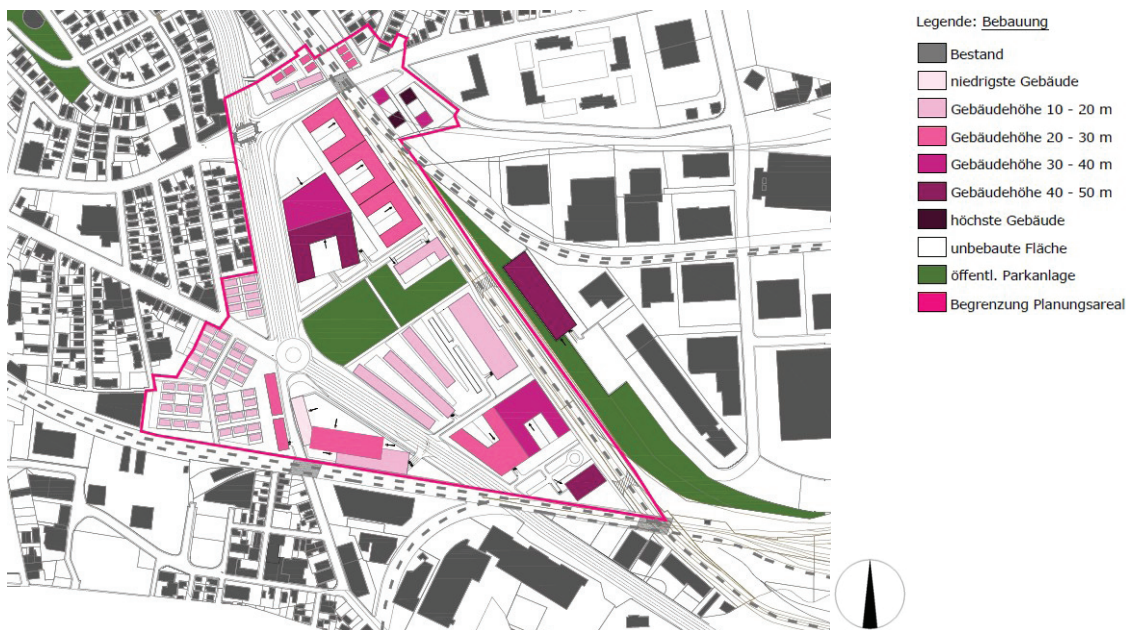 Legende: Bebauung
Bestand
niedrigste Gebäude
Gebäudehöhe 10 - 20 m
Gebäudehöhe 20 - 30 m
Gebäudehöhe 30 - 40 m
Gebäudehöhe 40 - 50 m
höchste Gebäude
unbebaute Fläche
öffentl. Parkanlage
Begrenzung Planungsareal